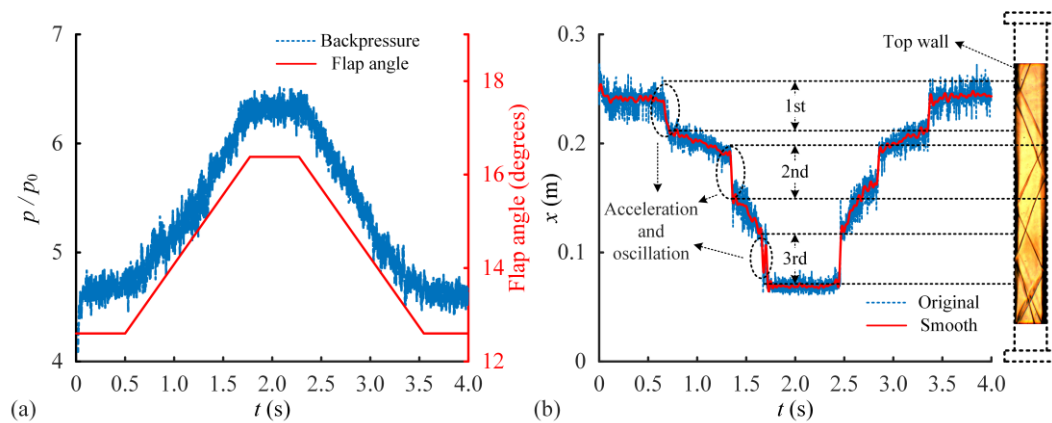 7
6
5
4
p / p0
Backpressure
Flap angle
18
16
14
12
Flap angle (degrees)
0
0.5
1.0
1.5
2.0
2.5
3.0
3.5
4.0
(a)
t (s)
0.3
0.2
0.1
0
x (m)
Top wall
1st
2nd
3rd
Acceleration
and
oscillation
Original
Smooth
0
0.5
1.0
1.5
2.0
2.5
3.0
3.5
4.0
(b)
t (s)